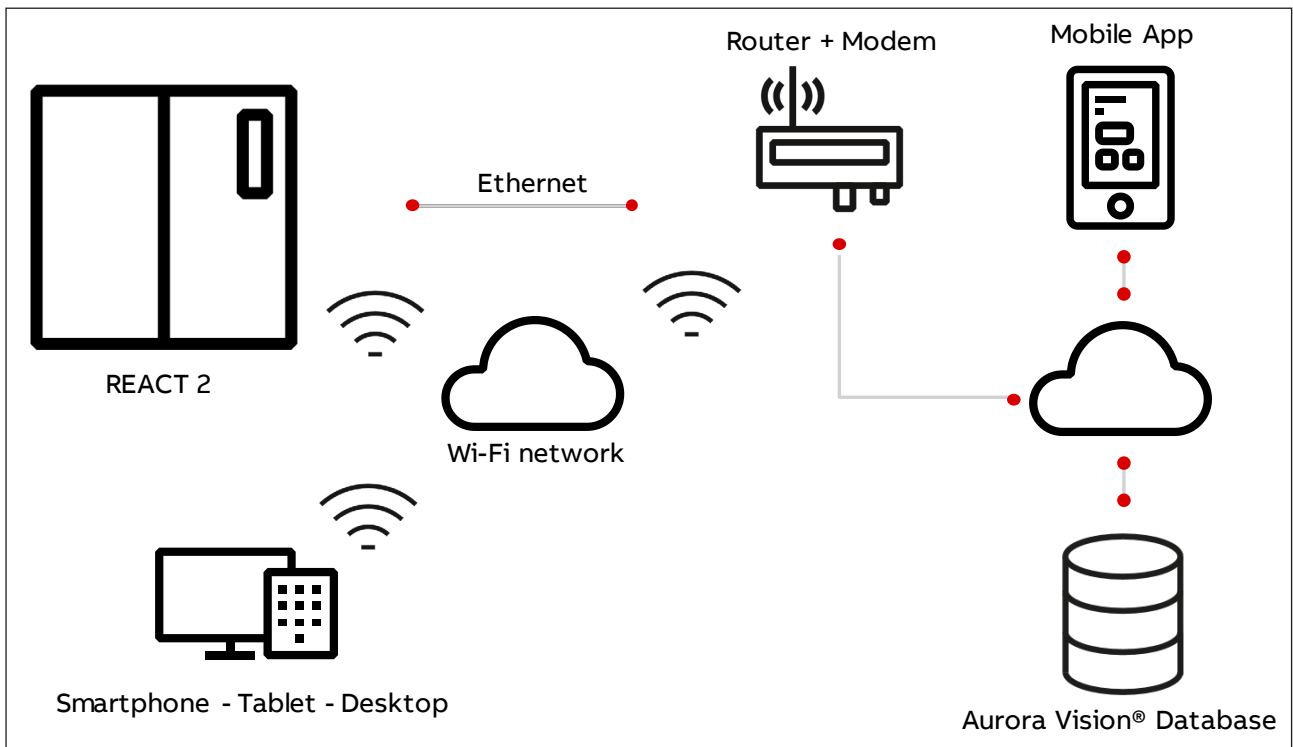 Router + Modem
Mobile App
Ethernet
REACT 2
Wi-Fi network
Smartphone - Tablet - Desktop
Aurora Vision® Database